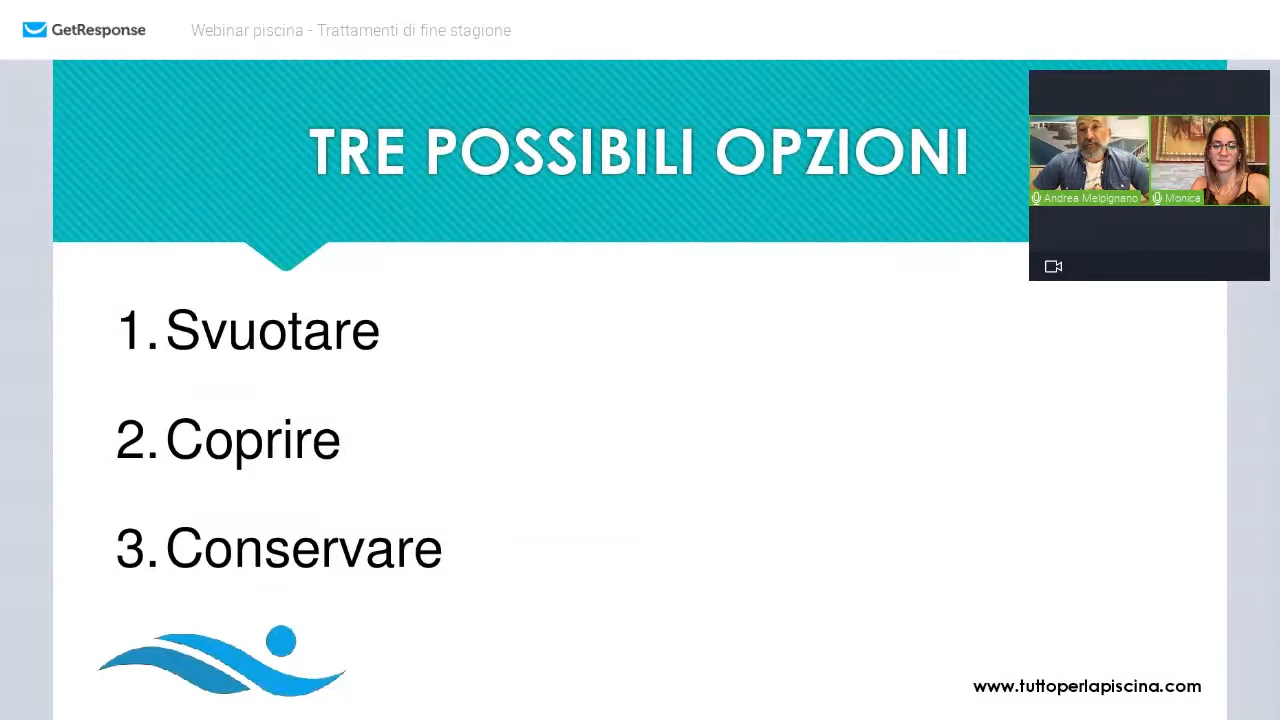 GetResponse
Webinar piscina - Trattamenti di fine stagione
TRE POSSIBILI OPZIONI
Andrea Melpignano
Monica
1. Svuotare
2. Coprire
3. Conservare
www.tuttoperlapiscina.com